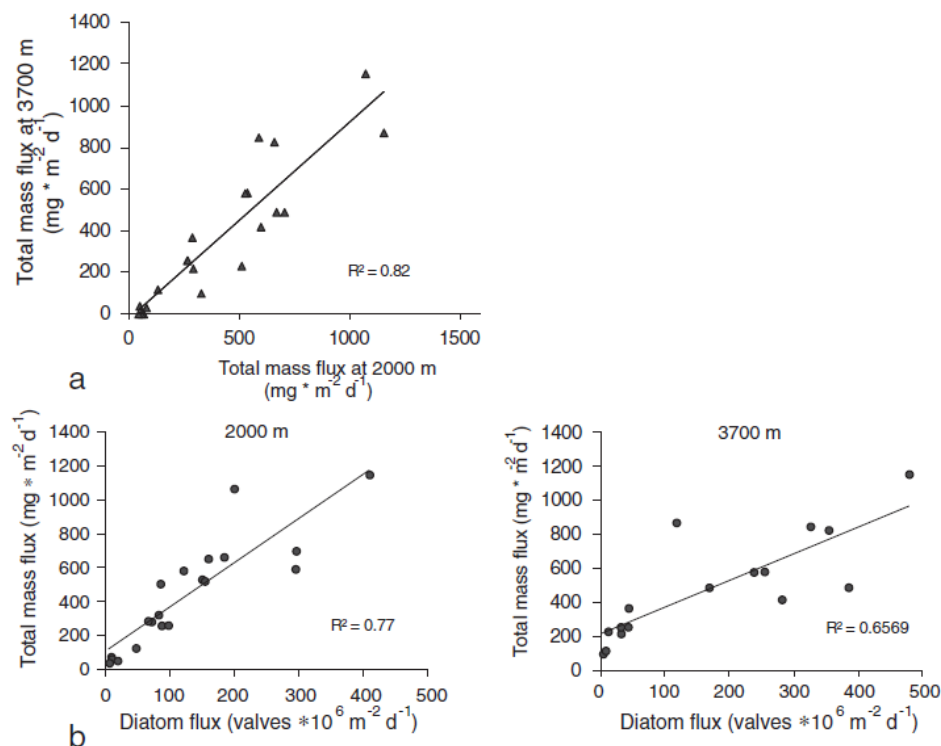 Total mass flux at 3700 m
(mg * m-2 d-1)
1400
1200
1000
800
600
400
200
0
R² = 0.82
0 500 1000 1500
Total mass flux at 2000 m
(mg * m-2 d-1)
a
Total mass flux (mg * m-2 d-1)
2000 m
1400
1200
1000
800
600
400
200
0
R² = 0.77
0 100 200 300 400 500
Diatom flux (valves *10^6 m-2 d-1)
b
Total mass flux (mg * m-2 d-1)
3700 m
1400
1200
1000
800
600
400
200
0
R² = 0.6569
0 100 200 300 400 500
Diatom flux (valves *10^6 m-2 d-1)